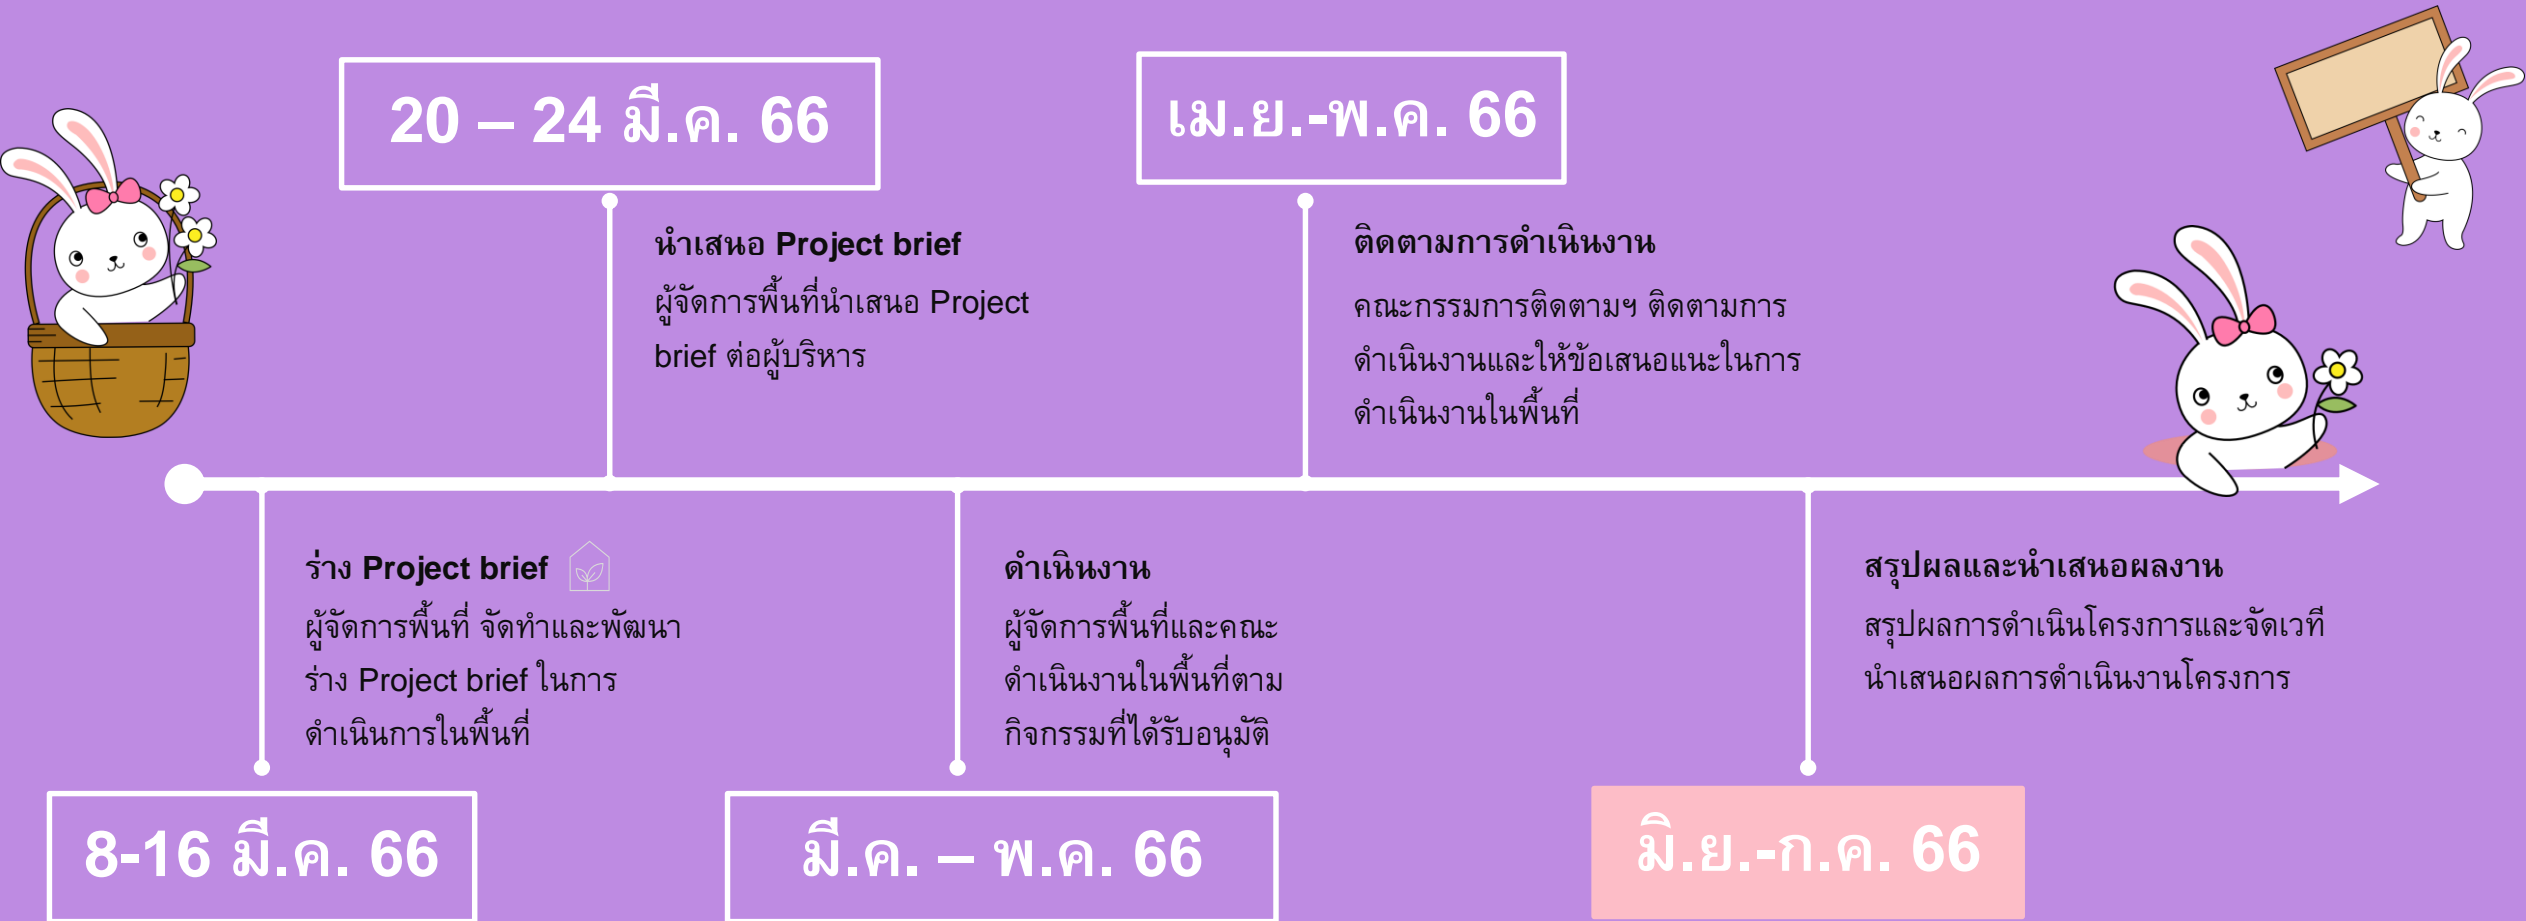 20 – 24 มี.ค. 66
นำเสนอ Project brief
ผู้จัดการพื้นที่นำเสนอ Project
brief ต่อผู้บริหาร
เม.ย.-พ.ค. 66
ติดตามการดำเนินงาน
คณะกรรมการติดตามฯ ติดตามการ
ดำเนินงานและให้ข้อเสนอแนะในการ
ดำเนินงานในพื้นที่
ร่าง Project brief
ผู้จัดการพื้นที่ จัดทำและพัฒนา
ร่าง Project brief ในการ
ดำเนินการในพื้นที่
8-16 มี.ค. 66
ดำเนินงาน
ผู้จัดการพื้นที่และคณะ
ดำเนินงานในพื้นที่ตาม
กิจกรรมที่ได้รับอนุมัติ
มี.ค. – พ.ค. 66
สรุปผลและนำเสนอผลงาน
สรุปผลการดำเนินโครงการและจัดเวที
นำเสนอผลการดำเนินงานโครงการ
มิ.ย.-ก.ค. 66